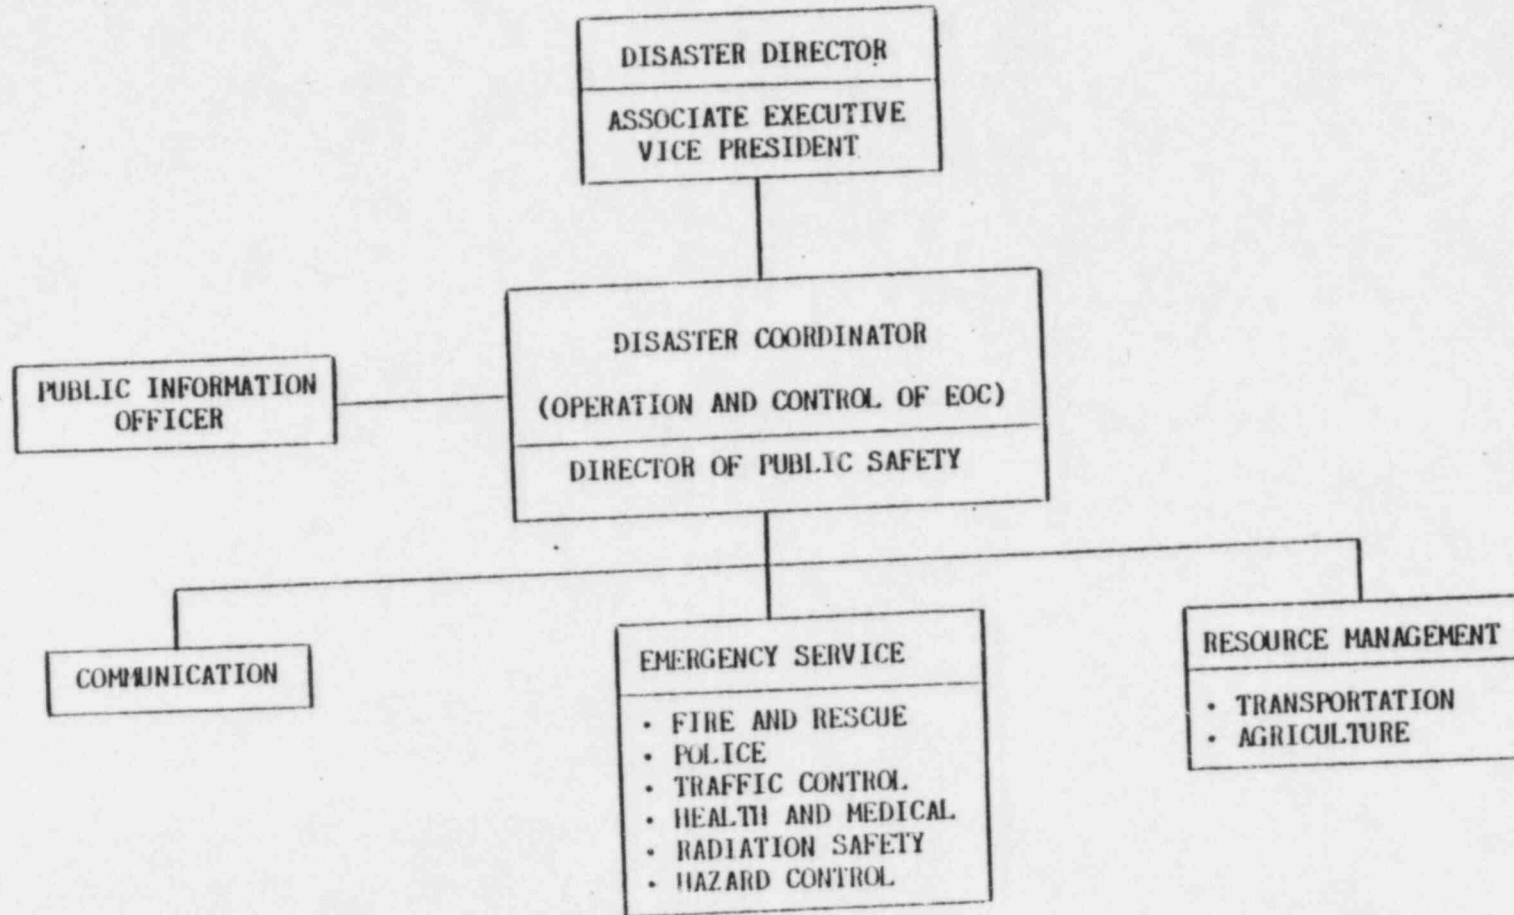 DISASTER DIRECTOR
ASSOCIATE EXECUTIVE
VICE PRESIDENT
DISASTER COORDINATOR
(OPERATION AND CONTROL OF EOC)
DIRECTOR OF PUBLIC SAFETY
PUBLIC INFORMATION
OFFICER
COMMUNICATION
EMERGENCY SERVICE
• FIRE AND RESCUE
• POLICE
• TRAFFIC CONTROL
• HEALTH AND MEDICAL
• RADIATION SAFETY
• HAZARD CONTROL
RESOURCE MANAGEMENT
• TRANSPORTATION
• AGRICULTURE